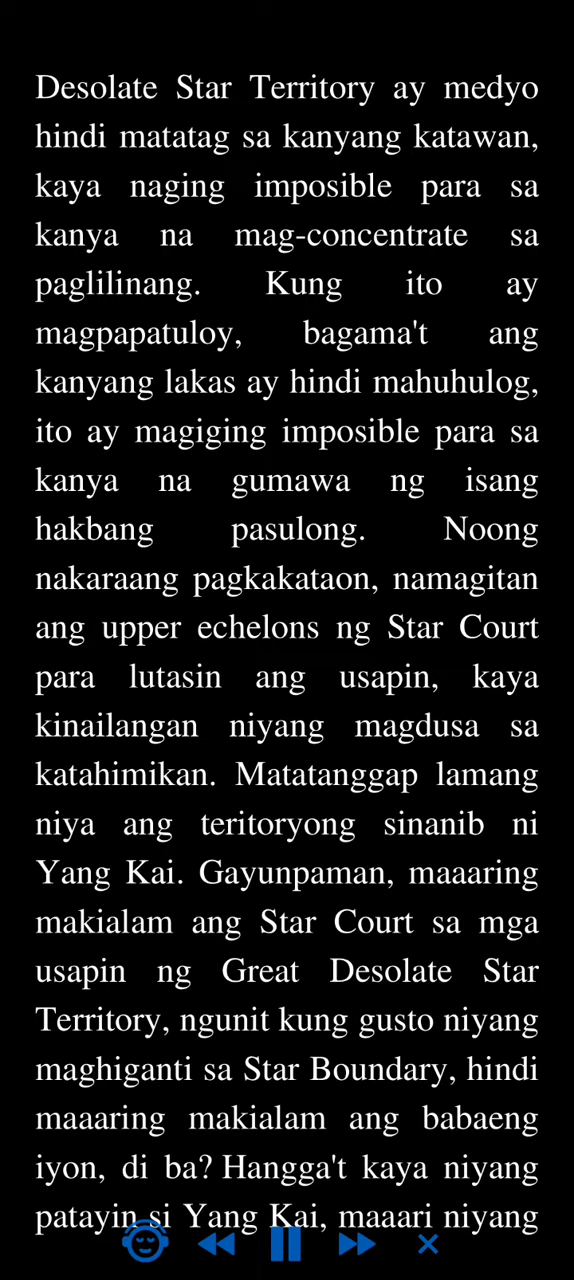 Desolate Star Territory ay medyo
hindi matatag sa kanyang katawan,
kaya naging imposible para sa
kanya na mag-concentrate sa
paglilinang. Kung ito ay
magpapatuloy, bagama't ang
kanyang lakas ay hindi mahuhulog,
ito ay magiging imposible para sa
kanya na gumawa ng isang
hakbang pasulong. Noong
nakaraang pagkakataon, namagitan
ang upper echelons ng Star Court
para lutasin ang usapin, kaya
kinailangan niyang magdusa sa
katahimikan. Matatanggap lamang
niya ang teritoryong sinanib ni
Yang Kai. Gayunpaman, maaaring
makialam ang Star Court sa mga
usapin ng Great Desolate Star
Territory, ngunit kung gusto niyang
maghiganti sa Star Boundary, hindi
maaaring makialam ang babaeng
iyon, di ba? Hangga't kaya niyang
patayin si Yang Kai, maaari niyang